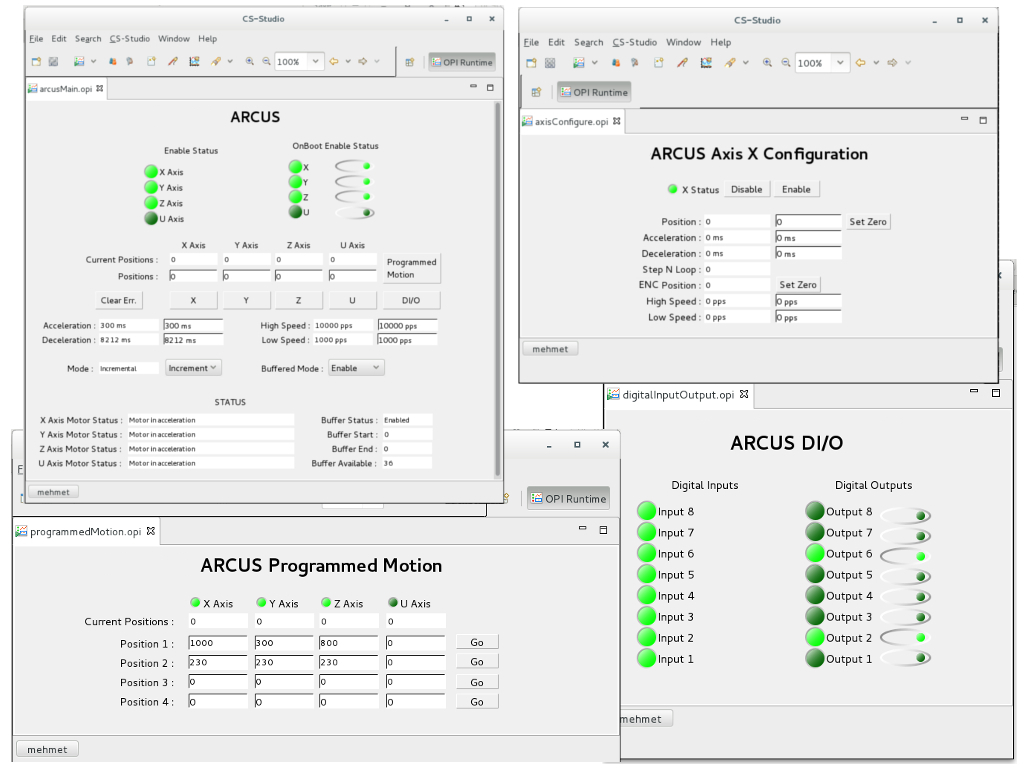 CS-Studio
File Edit Search CS-Studio Window Help
100% OPI Runtime
arcusMain.opi
ARCUS
Enable Status
X Axis
Y Axis
Z Axis
U Axis
OnBoot Enable Status
X
Y
Z
U
X Axis Y Axis Z Axis U Axis
Current Positions : 0 0 0 0
Positions : 0 0 0 0
Programmed
Motion
Clear Err. X Y Z U DI/O
Acceleration : 300 ms 300 ms High Speed : 10000 pps 10000 pps
Deceleration : 8212 ms 8212 ms Low Speed : 1000 pps 1000 pps
Mode : Incremental Increment Buffered Mode : Enable
STATUS
X Axis Motor Status : Motor in acceleration Buffer Status : Enabled
Y Axis Motor Status : Motor in acceleration Buffer Start : 0
Z Axis Motor Status : Motor in acceleration Buffer End : 0
U Axis Motor Status : Motor in acceleration Buffer Available : 36
mehmet
CS-Studio
File Edit Search CS-Studio Window Help
100%
OPI Runtime
axisConfigure.opi
ARCUS Axis X Configuration
X Status Disable Enable
Position : 0 0 Set Zero
Acceleration : 0 ms 0 ms
Deceleration : 0 ms 0 ms
Step N Loop : 0
ENC Position : 0 Set Zero
High Speed : 0 pps 0 pps
Low Speed : 0 pps 0 pps
mehmet
OPI Runtime
programmedMotion.opi
ARCUS Programmed Motion
X Axis Y Axis Z Axis U Axis
Current Positions : 0 0 0 0
Position 1 : 1000 300 800 0 Go
Position 2 : 230 230 230 0 Go
Position 3 : 0 0 0 0 Go
Position 4 : 0 0 0 0 Go
mehmet
digitalInputOutput.opi
ARCUS DI/O
Digital Inputs Digital Outputs
Input 8 Output 8
Input 7 Output 7
Input 6 Output 6
Input 5 Output 5
Input 4 Output 4
Input 3 Output 3
Input 2 Output 2
Input 1 Output 1
mehmet